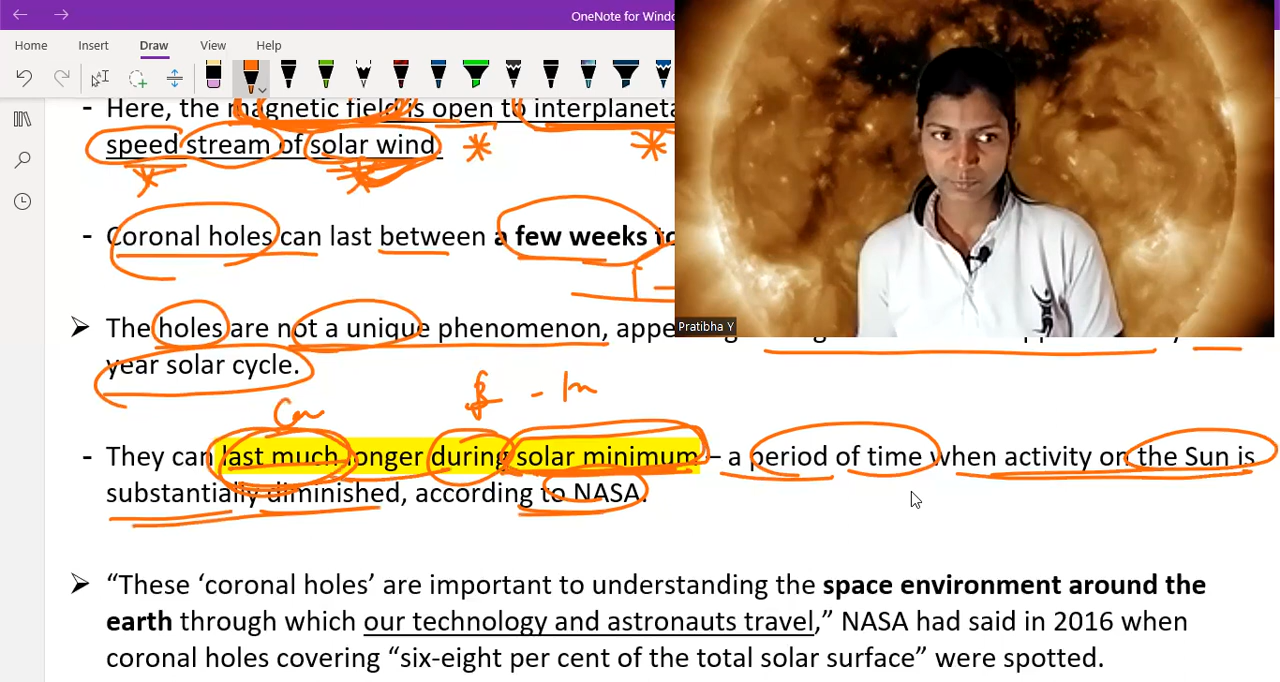 OneNote for Windo
Home Insert Draw View Help
- Here, the magnetic field is open to interplaneta
speed stream of solar wind.
- Coronal holes can last between a few weeks to
Pratibha Y
➤ The holes are not a unique phenomenon,
year solar cycle.
- They can last much longer during solar minimum – a period of time when activity on the Sun is
substantially diminished, according to NASA.
➤ “These ‘coronal holes’ are important to understanding the space environment around the
earth through which our technology and astronauts travel,” NASA had said in 2016 when
coronal holes covering “six-eight per cent of the total solar surface” were spotted.